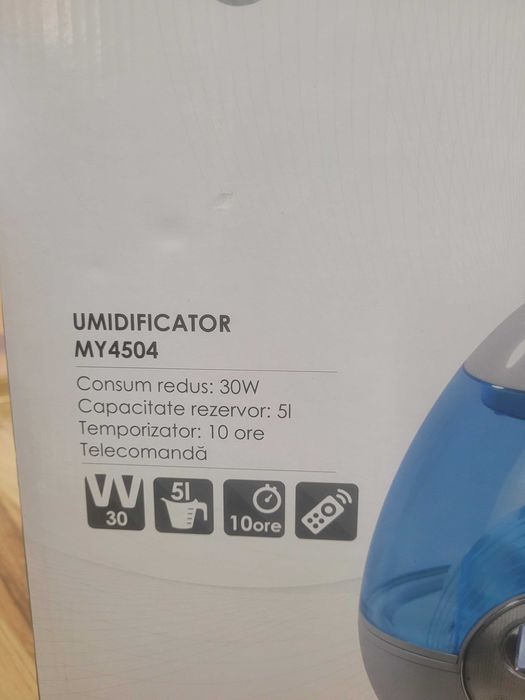 UMIDIFICATOR
MY4504
Consum redus: 30W
Capacitate rezervor: 5l
Temporizator: 10 ore
Telecomandă
W 5l
30 10ore